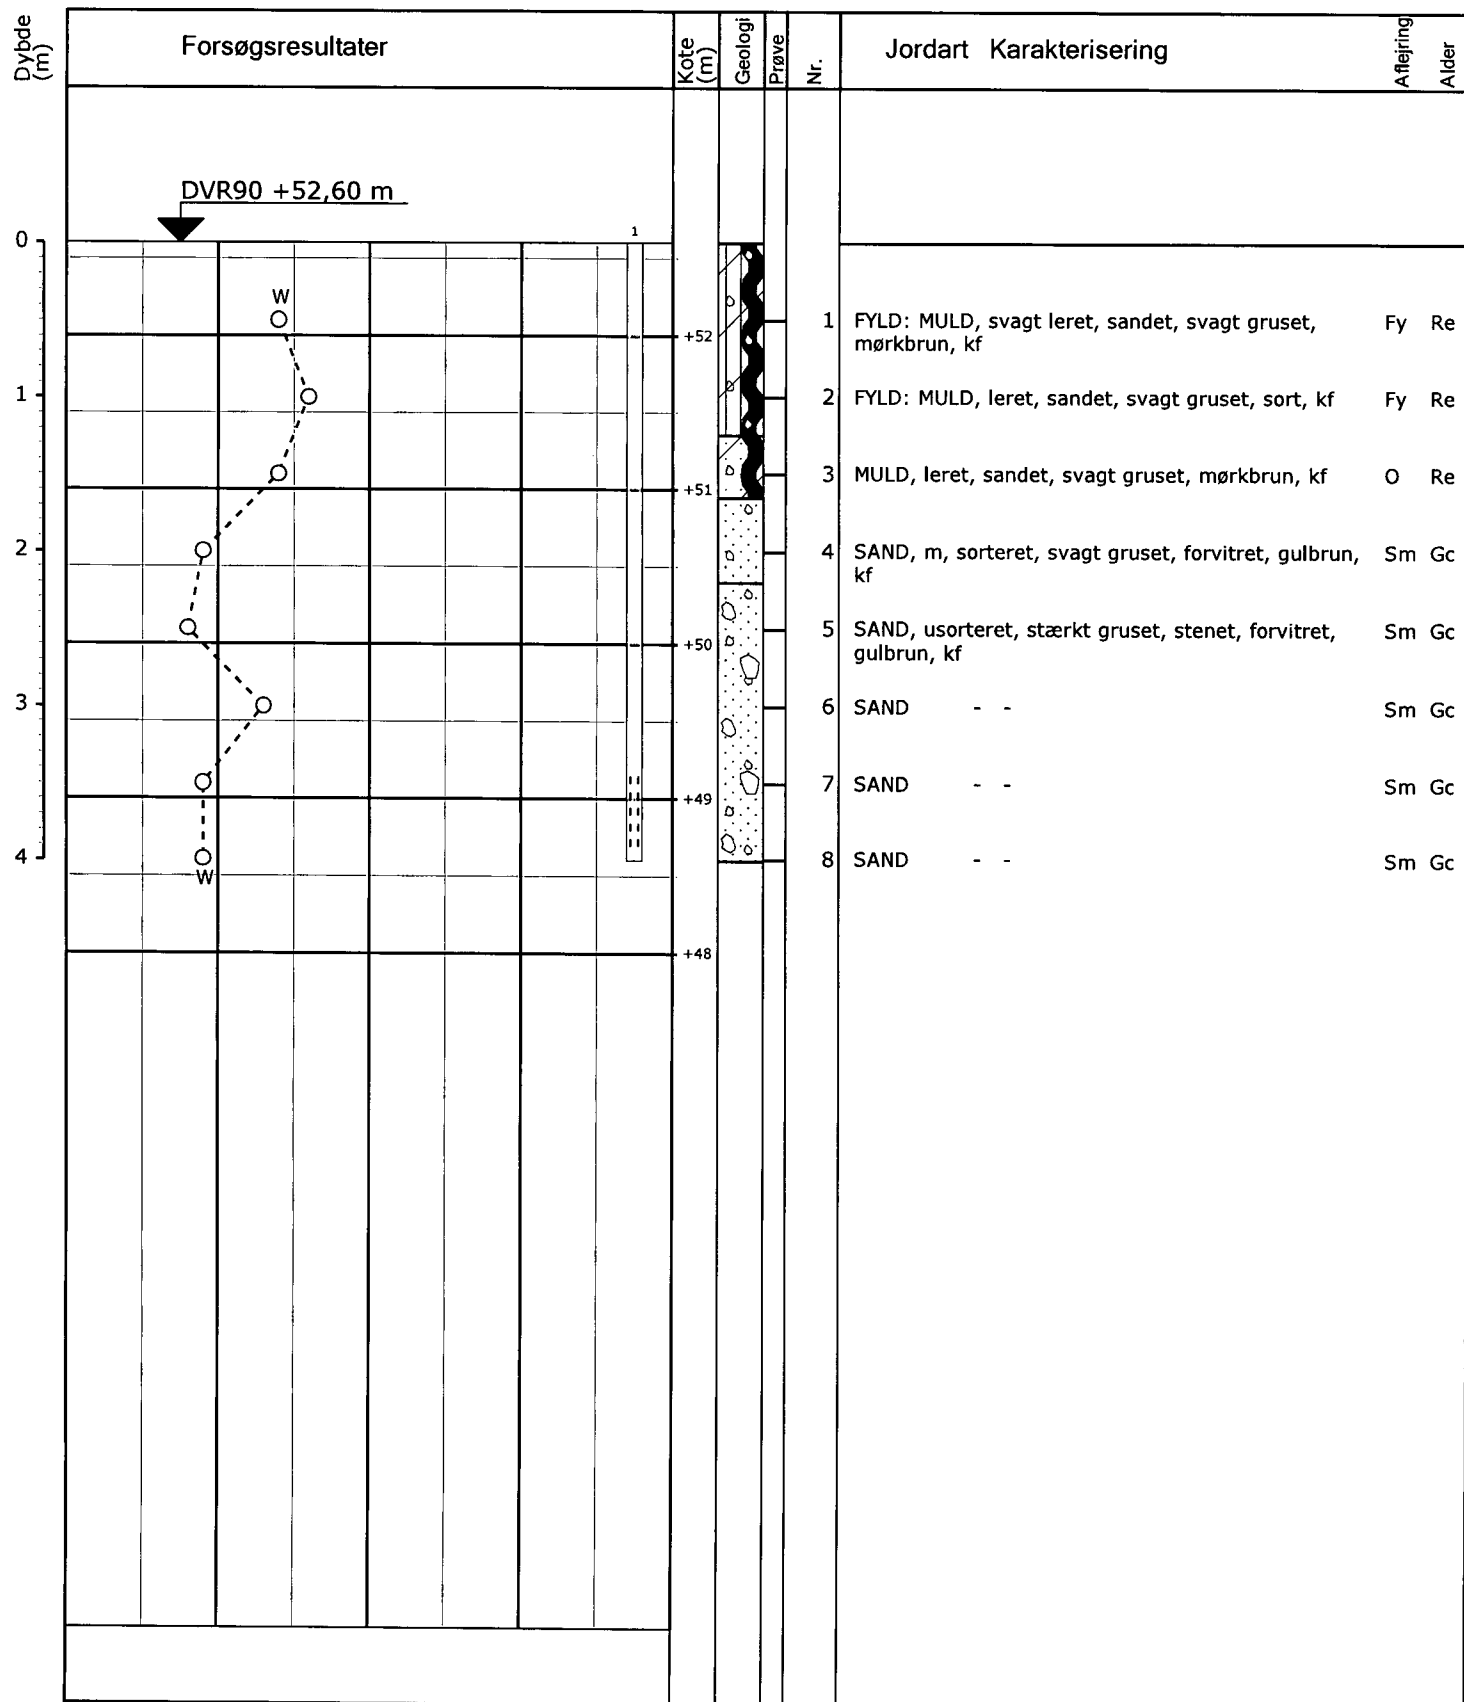 Dybde (m)
Forsøgsresultater
Kote (m)
Geologi
Prøve
Nr.
Jordart Karakterisering
Aflejring
Alder
DVR90 +52,60 m
0
1
W
1 FYLD: MULD, svagt leret, sandet, svagt gruset, Fy Re
mørkbrun, kf
+52
1
2 FYLD: MULD, leret, sandet, svagt gruset, sort, kf Fy Re
3 MULD, leret, sandet, svagt gruset, mørkbrun, kf O Re
+51
2
4 SAND, m, sorteret, svagt gruset, forvitret, gulbrun, Sm Gc
kf
5 SAND, usorteret, stærkt gruset, stenet, forvitret, Sm Gc
gulbrun, kf
+50
3
6 SAND - - Sm Gc
7 SAND - - Sm Gc
+49
4
8 SAND - - Sm Gc
W
+48